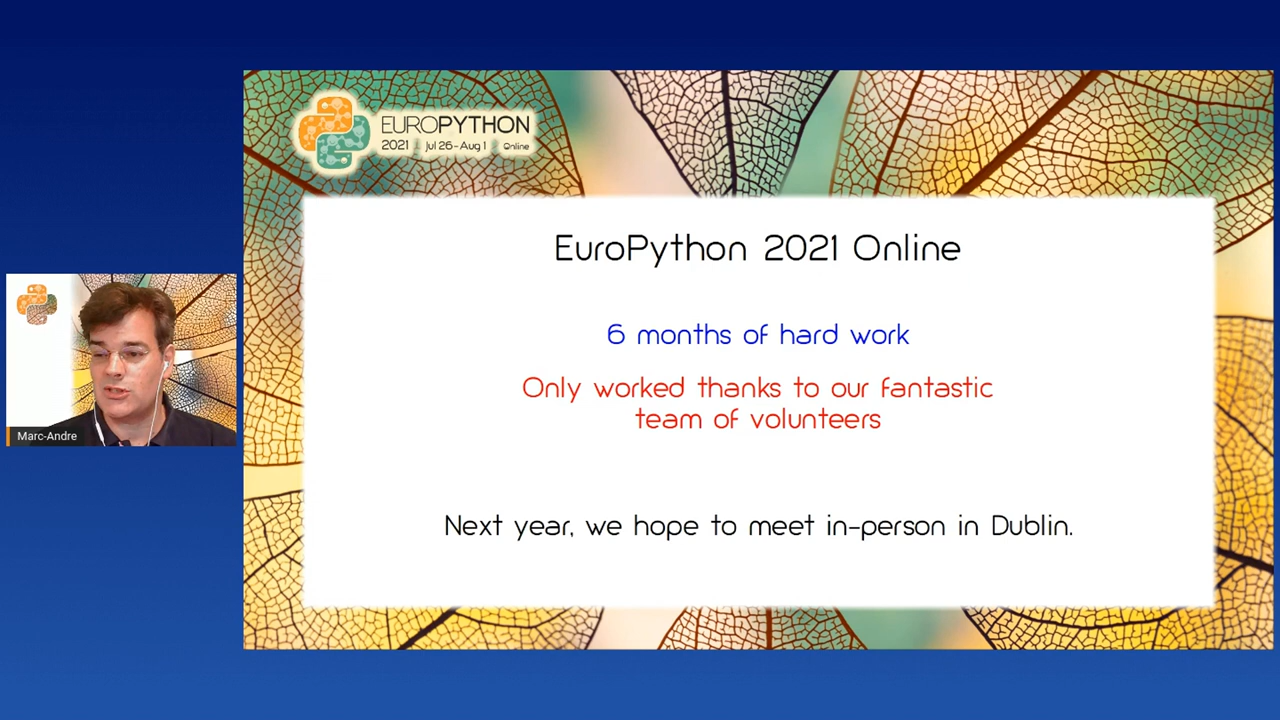 EUROPYTHON
2021 Jul 26-Aug 1 Online
EuroPython 2021 Online
6 months of hard work
Only worked thanks to our fantastic
team of volunteers
Next year, we hope to meet in-person in Dublin.
Marc-Andre